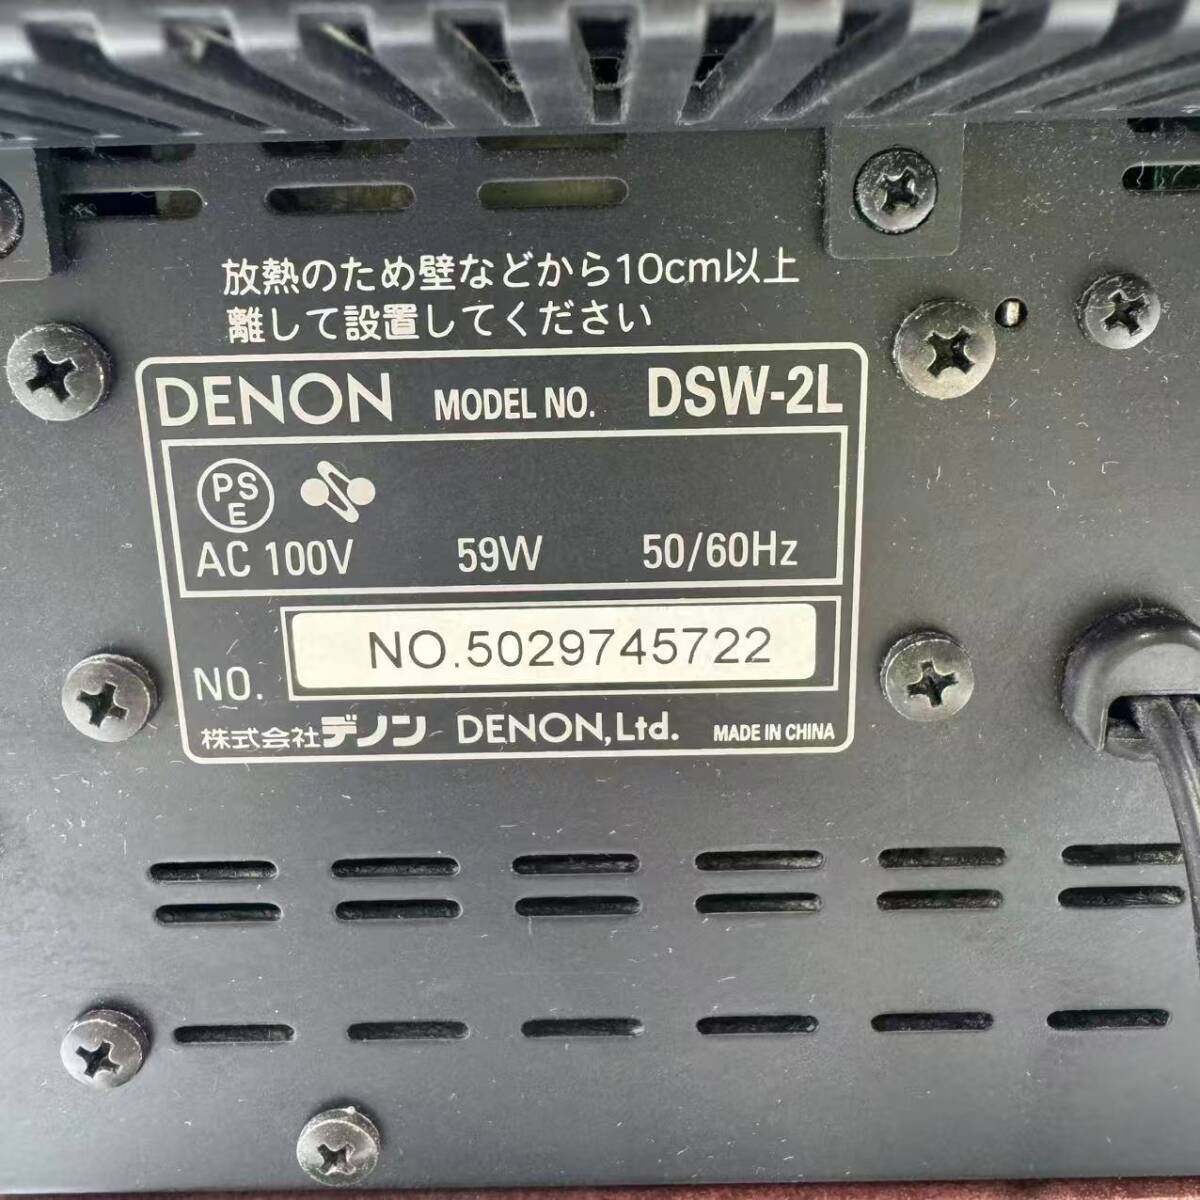 放熱のため壁などから10cm以上
離して設置してください
DENON MODEL NO. DSW-2L
PS
E
AC 100V 59W 50/60Hz
NO. NO.5029745722
株式会社デノン DENON,Ltd. MADE IN CHINA